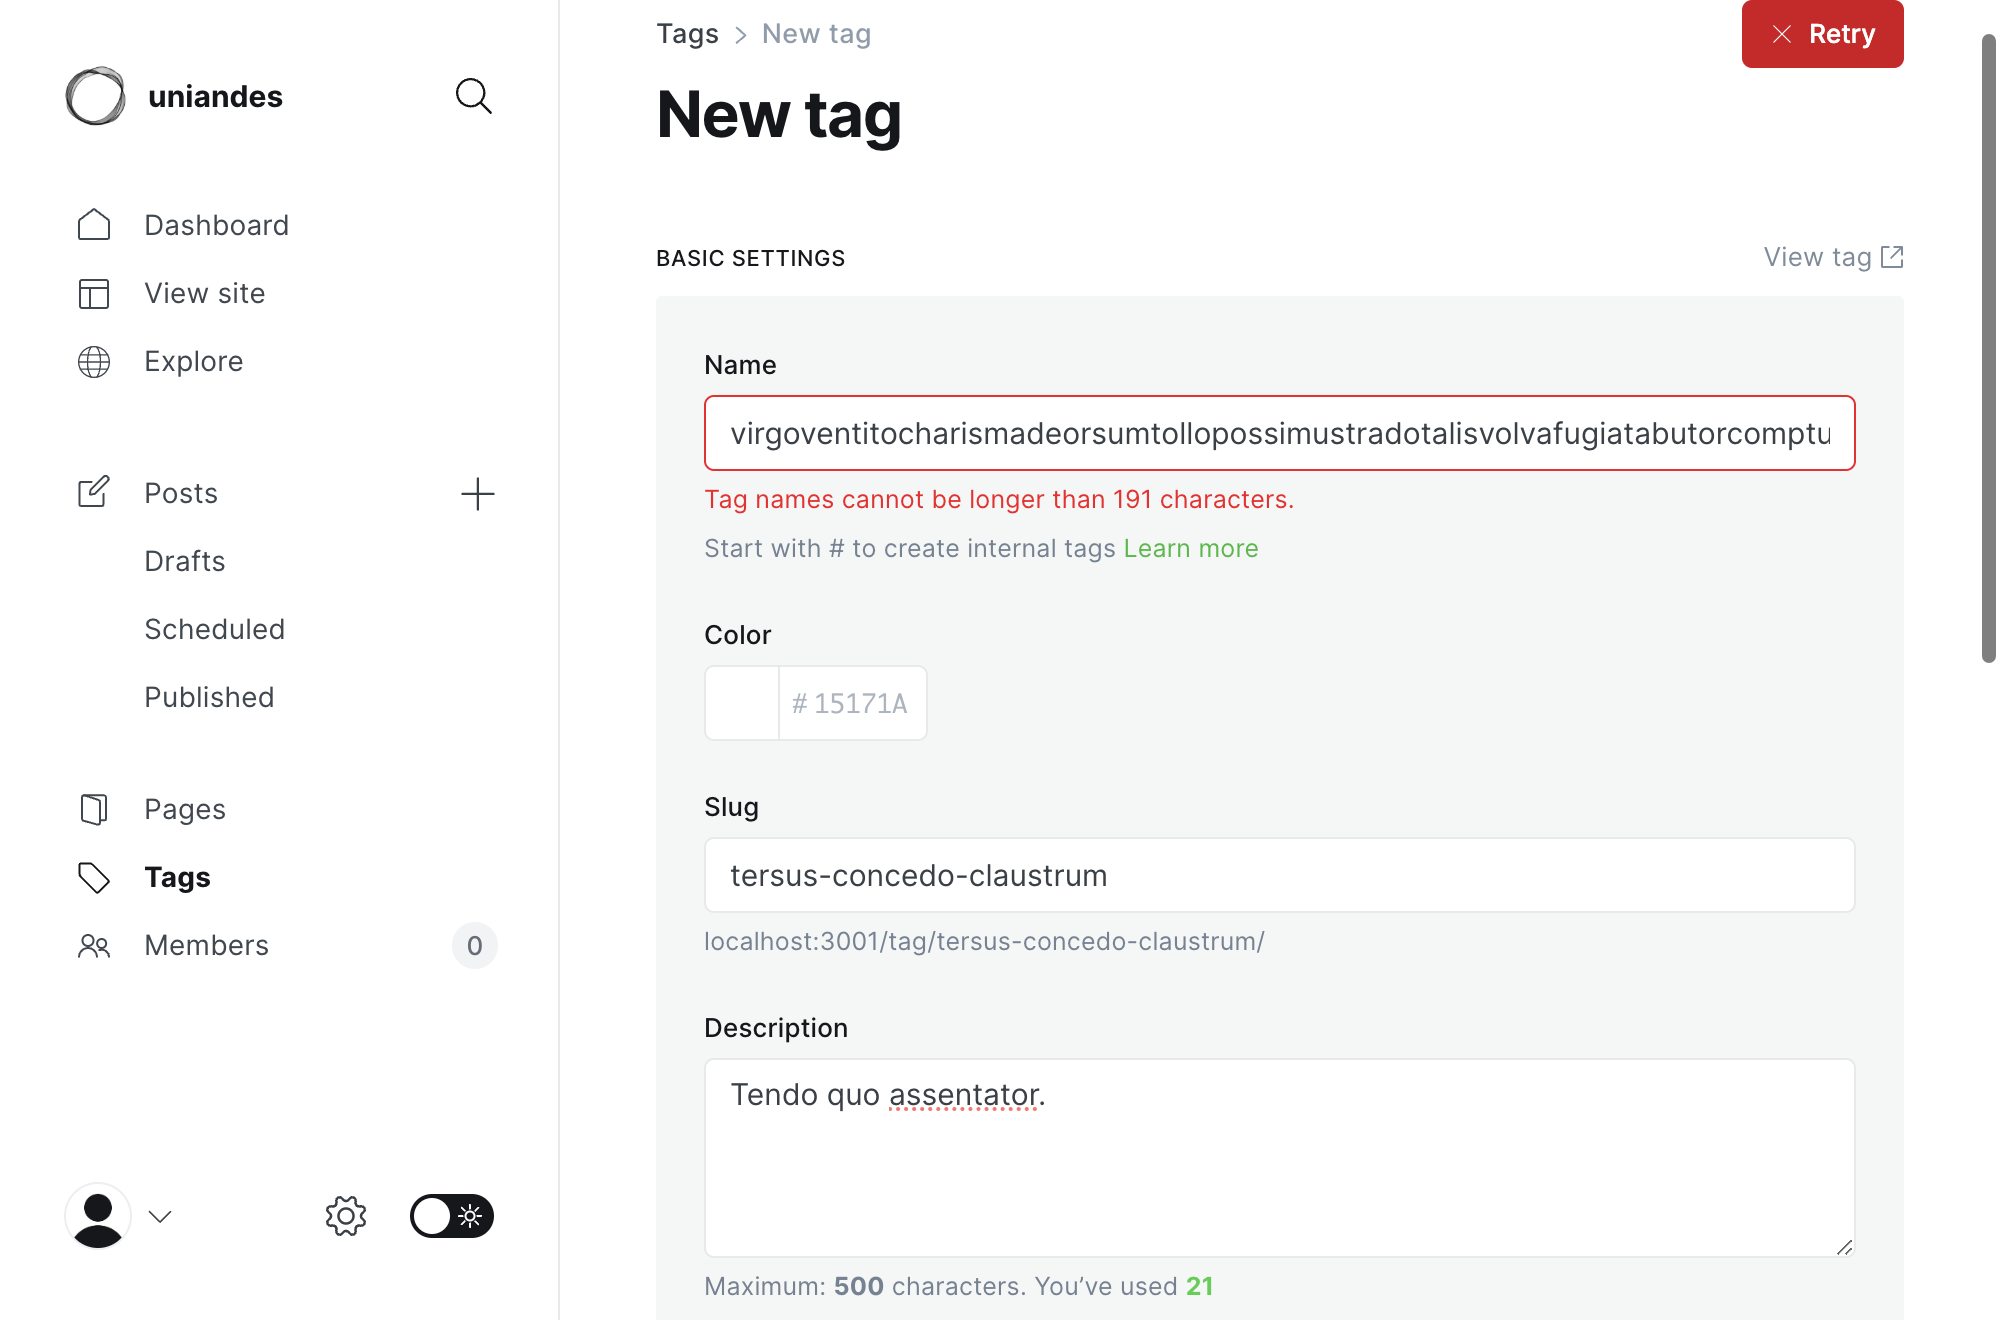 uniandes
Dashboard
View site
Explore
Posts
Drafts
Scheduled
Published
Pages
Tags
Members 0
Tags > New tag
Retry
New tag
BASIC SETTINGS
View tag
Name
virgoventitocharismadeorsumtollopossimustradotalisvolvafugiatabutorcomptu
Tag names cannot be longer than 191 characters.
Start with # to create internal tags Learn more
Color
# 15171A
Slug
tersus-concedo-claustrum
localhost:3001/tag/tersus-concedo-claustrum/
Description
Tendo quo assentator.
Maximum: 500 characters. You’ve used 21